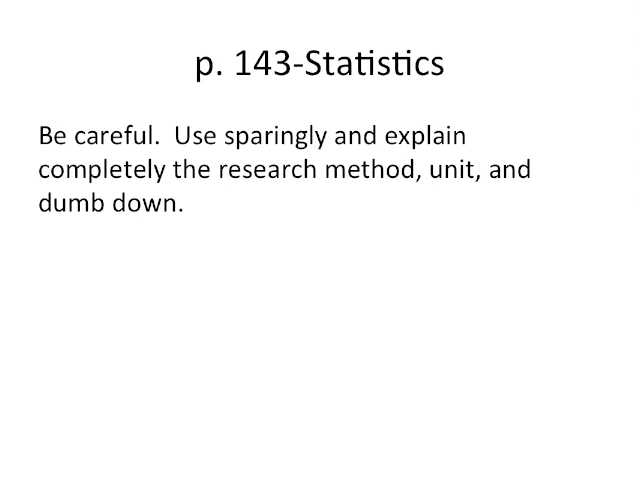 p. 143-Statistics
Be careful.  Use sparingly and explain
completely the research method, unit, and
dumb down.